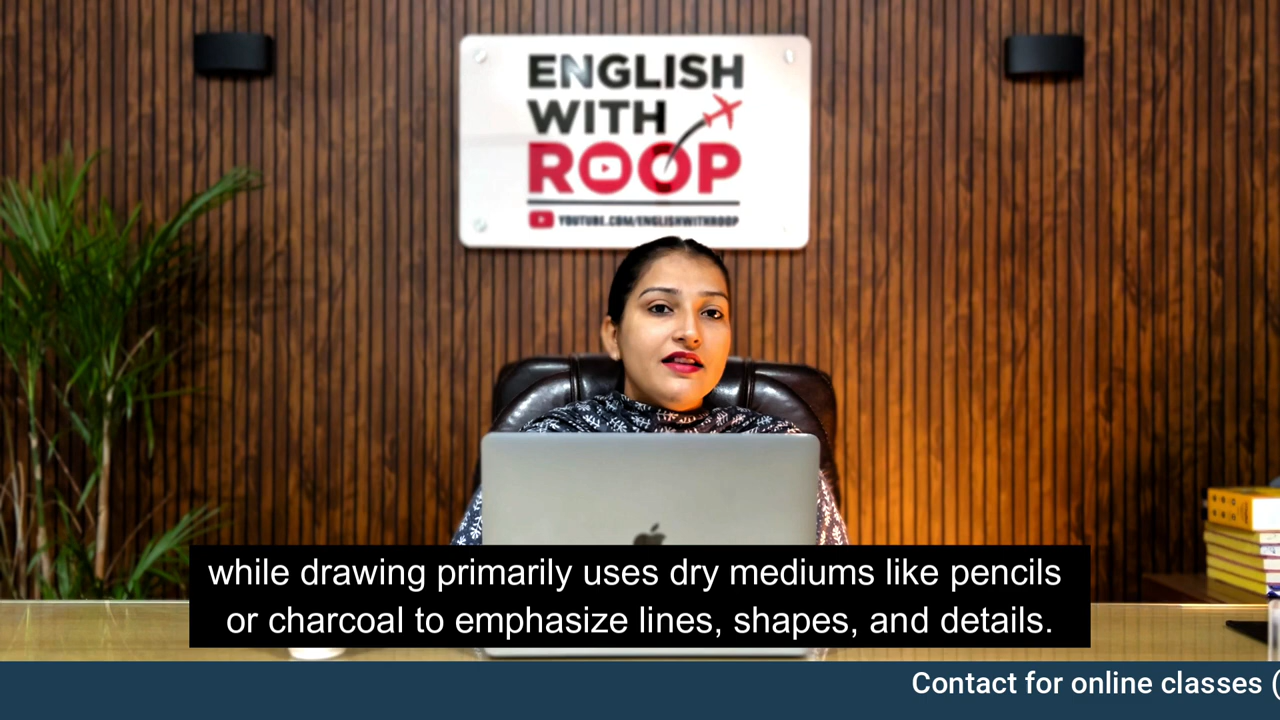 ENGLISH
WITH
ROOP
YOUTUBE.COM/ENGLISHWITHROOP
while drawing primarily uses dry mediums like pencils
or charcoal to emphasize lines, shapes, and details.
Contact for online classes (